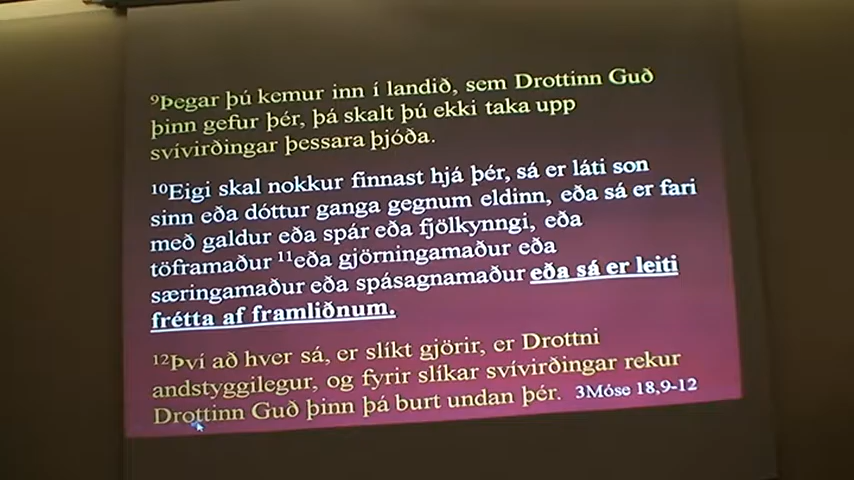 ⁹Þegar þú kemur inn í landið, sem Drottinn Guð
þinn gefur þér, þá skalt þú ekki taka upp
svívirðingar þessara þjóða.
¹⁰Eigi skal nokkur finnast hjá þér, sá er láti son
sinn eða dóttur ganga gegnum eldinn, eða sá er fari
með galdur eða spár eða fjölkynngi, eða
töframaður ¹¹eða gjörningamaður eða
særingamaður eða spásagnamaður eða sá er leiti
frétta af framliðnum.
¹²Því að hver sá, er slíkt gjörir, er Drottni
andstyggilegur, og fyrir slíkar svívirðingar rekur
Drottinn Guð þinn þá burt undan þér. 3Móse 18,9-12